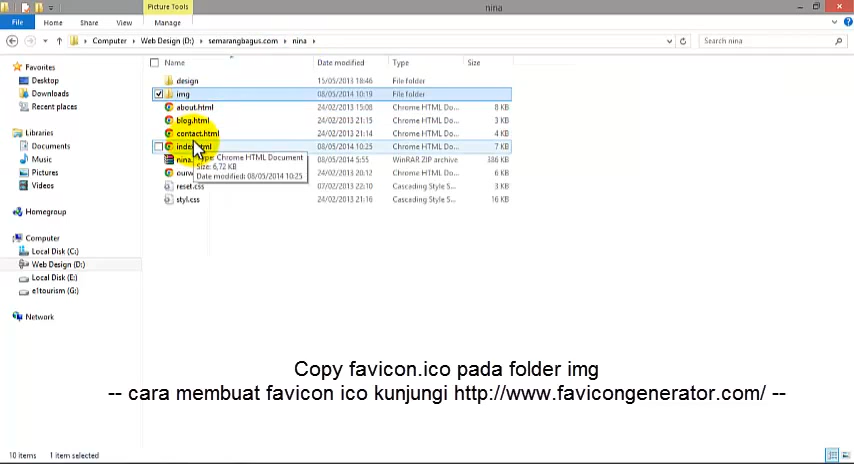 Picture Tools
nina
File Home Share View Manage
Computer Web Design (D:) semarangbagus.com nina
Search nina
Name Date modified Type Size
Favorites
Desktop
Downloads
Recent places
Libraries
Documents
Music
Pictures
Videos
Homegroup
Computer
Local Disk (C:)
Web Design (D:)
Local Disk (E:)
e1tourism (G:)
Network
design 15/05/2013 18:46 File folder
img 08/05/2014 10:19 File folder
about.html 24/02/2013 15:08 Chrome HTML Do... 8 KB
blog.html 24/02/2013 21:15 Chrome HTML Do... 3 KB
contact.html 24/02/2013 21:14 Chrome HTML Do... 4 KB
index.html 08/05/2014 10:25 Chrome HTML Do... 7 KB
nina. 08/05/2014 5:55 WinRAR ZIP archive 386 KB
ourw 24/02/2013 20:12 Chrome HTML Do... 6 KB
reset.css 07/02/2013 22:10 Cascading Style S... 3 KB
styl.css 24/02/2013 21:16 Cascading Style S... 16 KB
Type: Chrome HTML Document
Size: 6,72 KB
Date modified: 08/05/2014 10:25
Copy favicon.ico pada folder img
-- cara membuat favicon ico kunjungi http://www.favicongenerator.com/ --
10 items 1 item selected